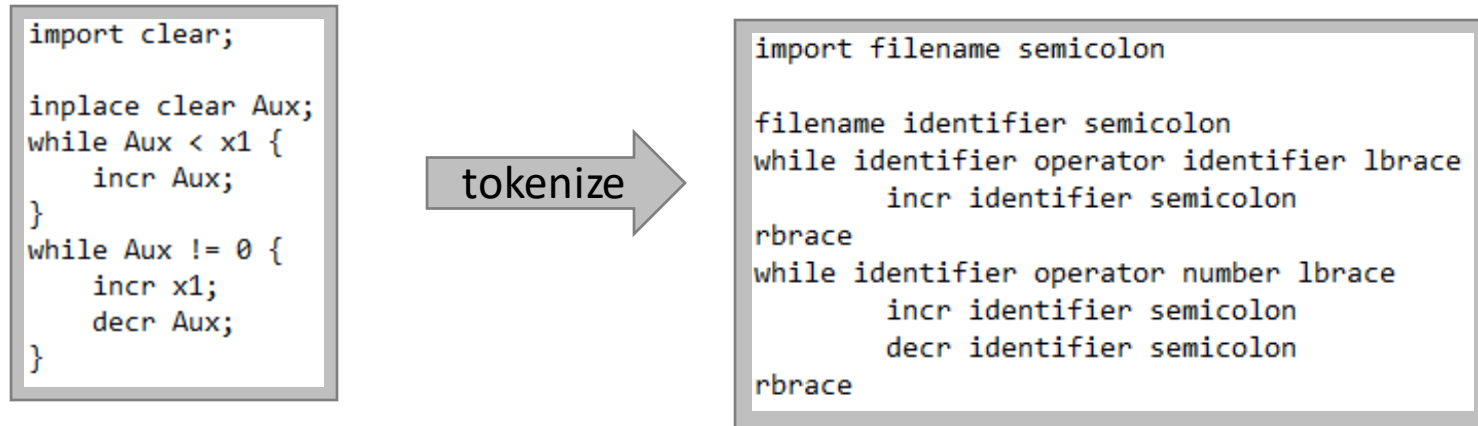 import clear;
inplace clear Aux;
while Aux < x1 {
    incr Aux;
}
while Aux != 0 {
    incr x1;
    decr Aux;
}
tokenize
import filename semicolon
filename identifier semicolon
while identifier operator identifier lbrace
        incr identifier semicolon
rbrace
while identifier operator number lbrace
        incr identifier semicolon
        decr identifier semicolon
rbrace